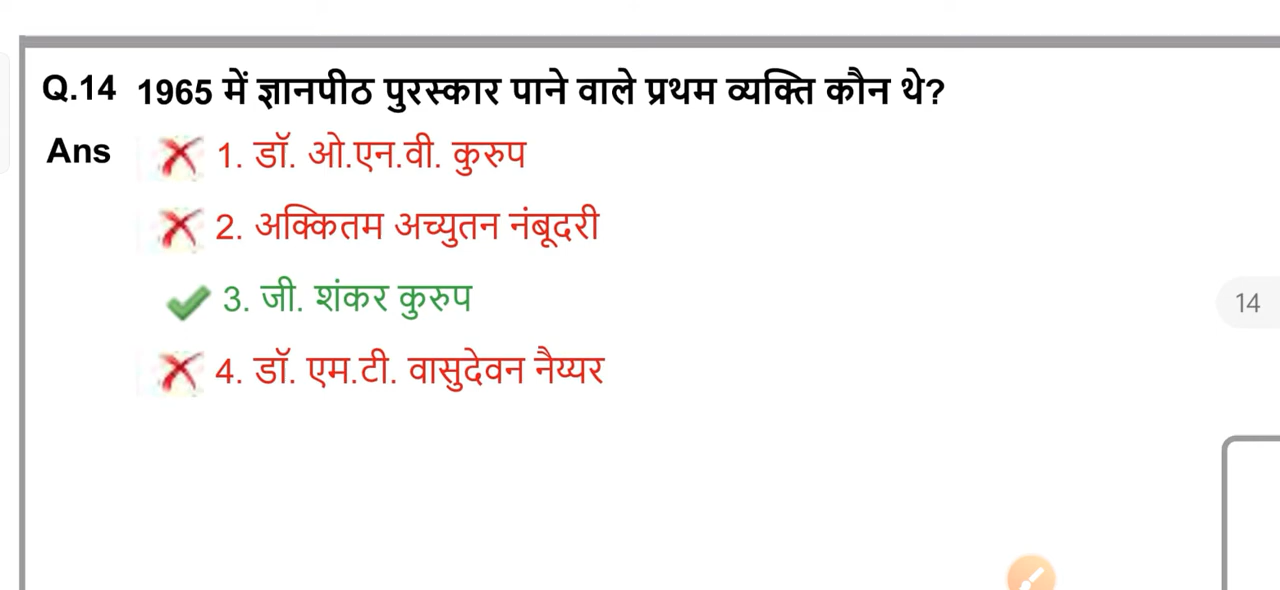 Q.14 1965 में ज्ञानपीठ पुरस्कार पाने वाले प्रथम व्यक्ति कौन थे?
Ans 1. डॉ. ओ.एन.वी. कुरुप
2. अक्कितम अच्युतन नंबूदरी
3. जी. शंकर कुरुप
14
4. डॉ. एम.टी. वासुदेवन नैय्यर